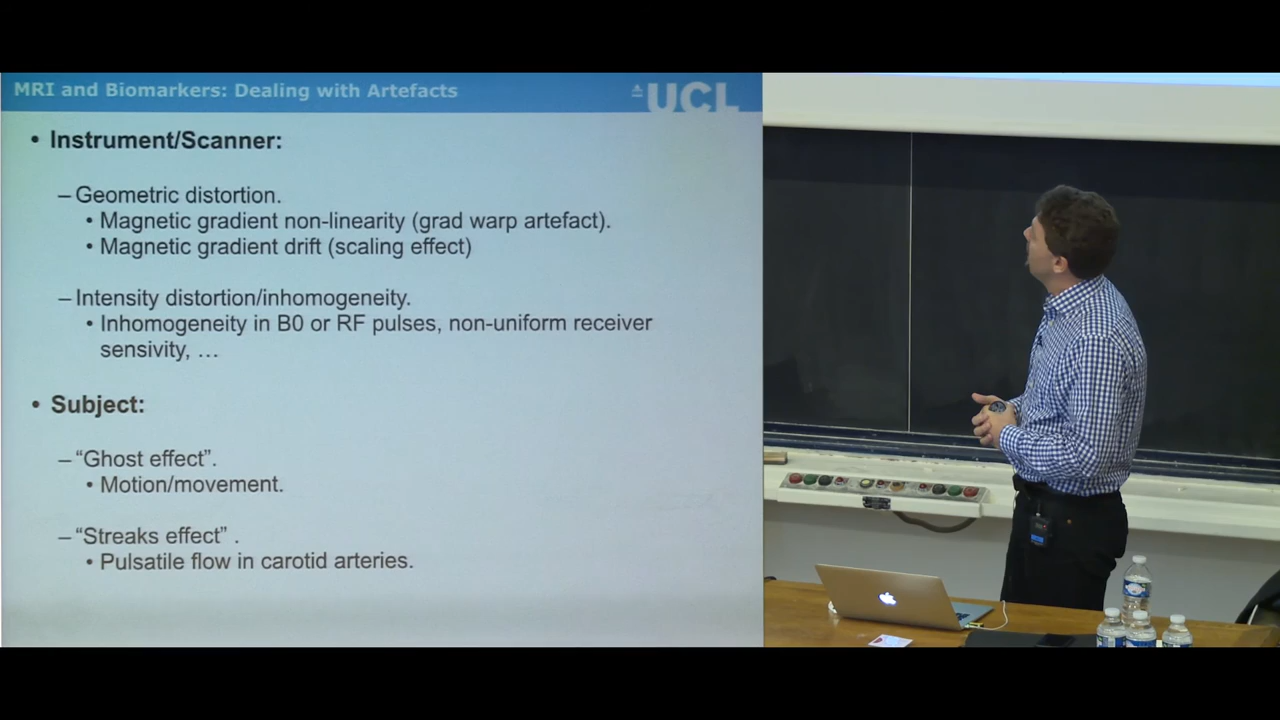 MRI and Biomarkers: Dealing with Artefacts
UCL
• Instrument/Scanner:
– Geometric distortion.
• Magnetic gradient non-linearity (grad warp artefact).
• Magnetic gradient drift (scaling effect)
– Intensity distortion/inhomogeneity.
• Inhomogeneity in B0 or RF pulses, non-uniform receiver
sensivity, …
• Subject:
– “Ghost effect”.
• Motion/movement.
– “Streaks effect” .
• Pulsatile flow in carotid arteries.